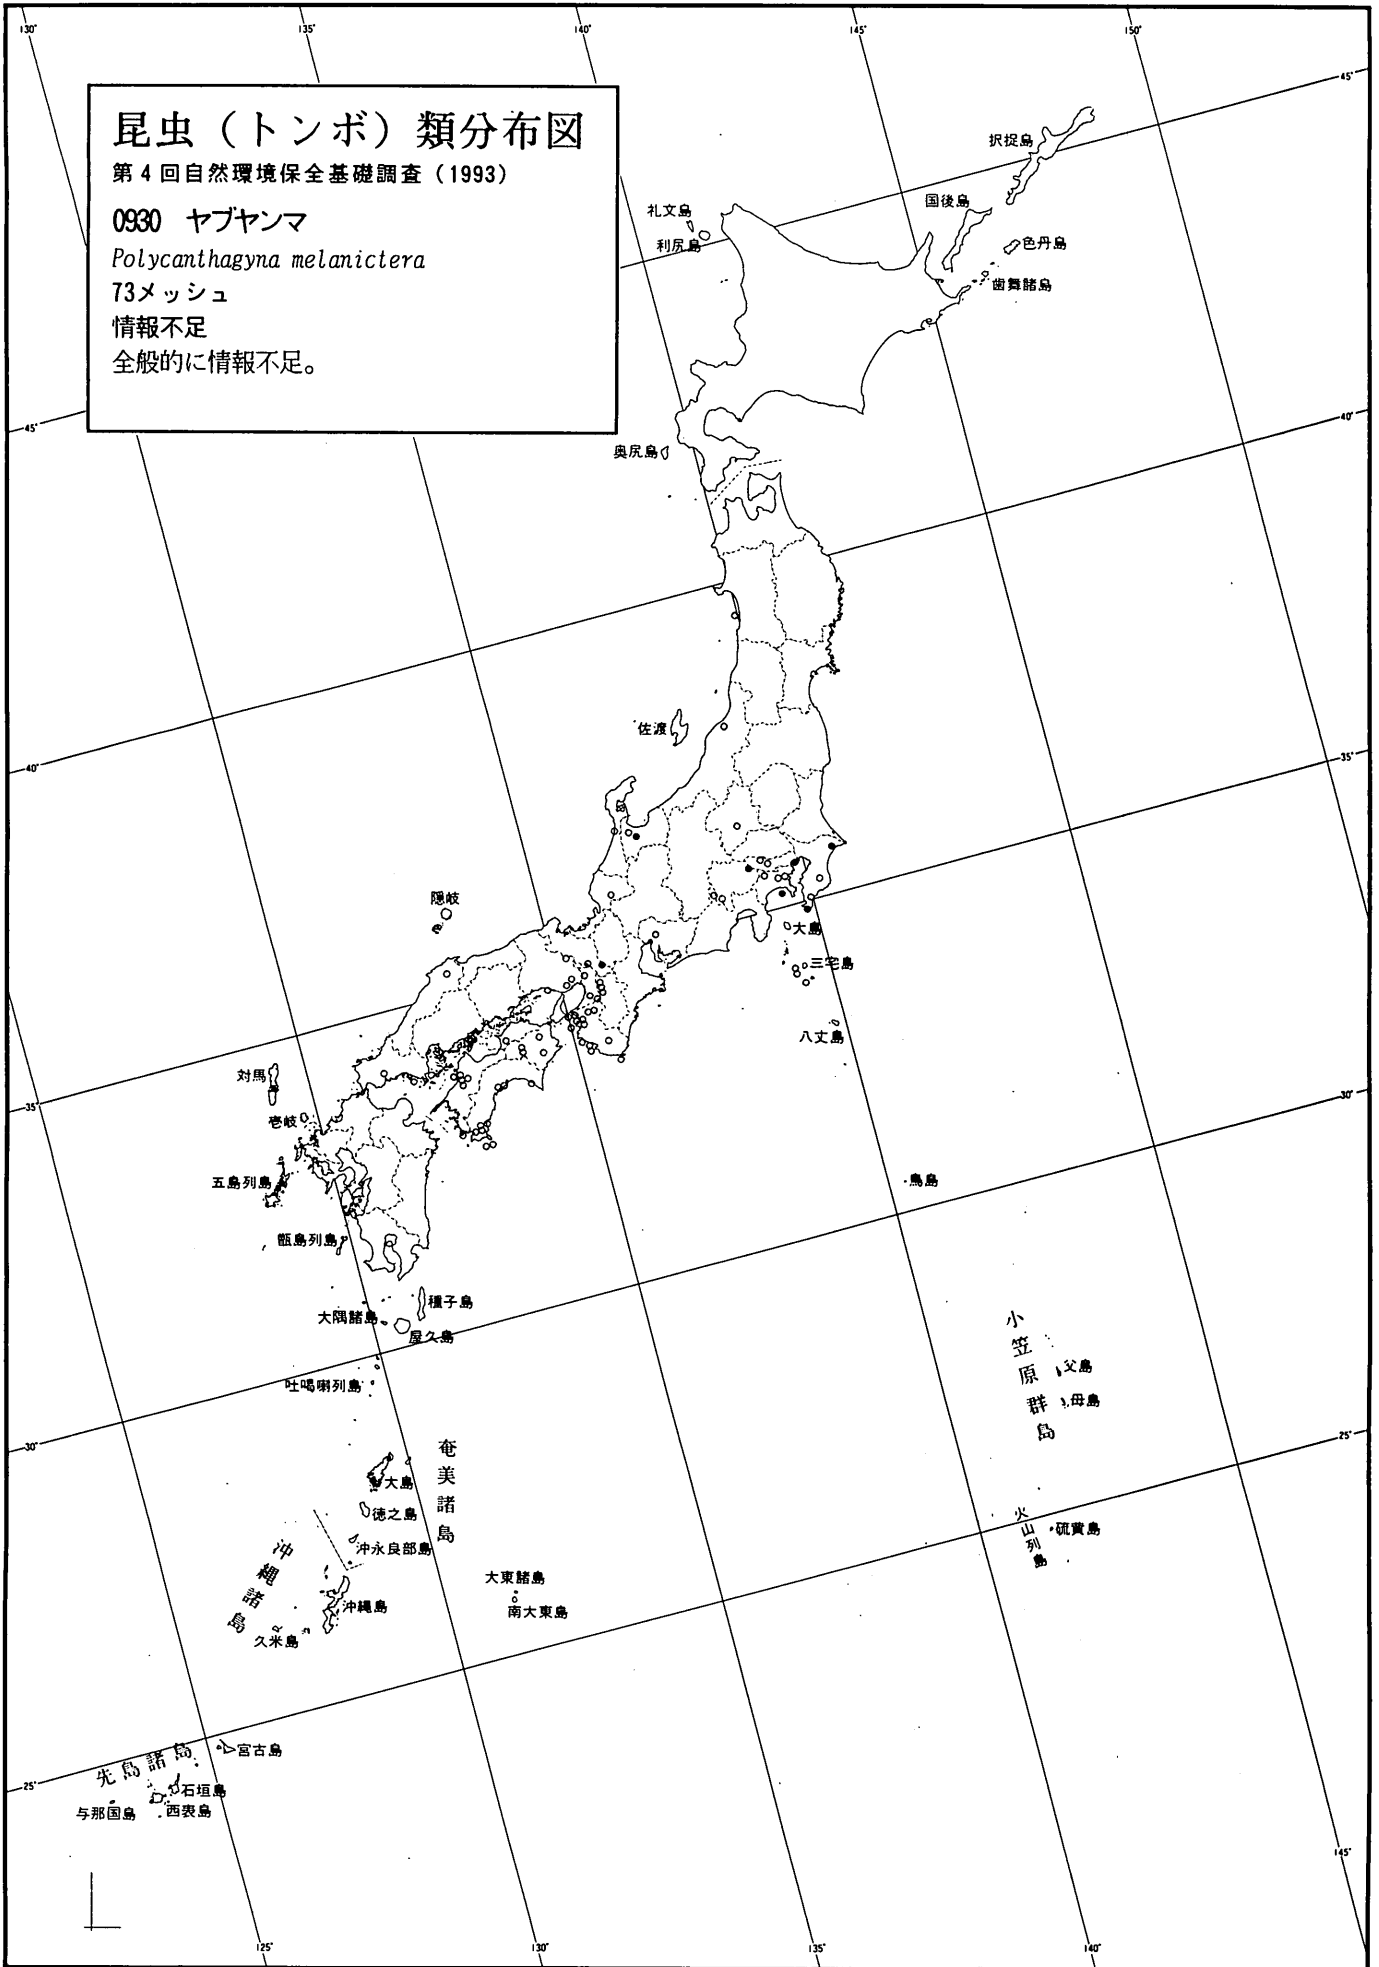 130°
135°
140°
145°
150°
昆虫（トンボ）類分布図
第4回自然環境保全基礎調査（1993）
0930 ヤブヤンマ
Polycanthagyna melanictera
73メッシュ
情報不足
全般的に情報不足。
45°
択捉島
国後島
色丹島
歯舞諸島
礼文島
利尻島
45°
40°
奥尻島
佐渡
40°
35°
隠岐
大島
三宅島
八丈島
対馬
壱岐
35°
30°
五島列島
鳥島
甑島列島
種子島
大隅諸島
屋久島
吐噶喇列島
小笠原群島
父島
母島
30°
25°
奄美諸島
大島
徳之島
沖永良部島
火山列島
硫黄島
沖縄諸島
沖縄島
久米島
大東諸島
南大東島
先島諸島
宮古島
25°
石垣島
与那国島
西表島
145°
125°
130°
135°
140°